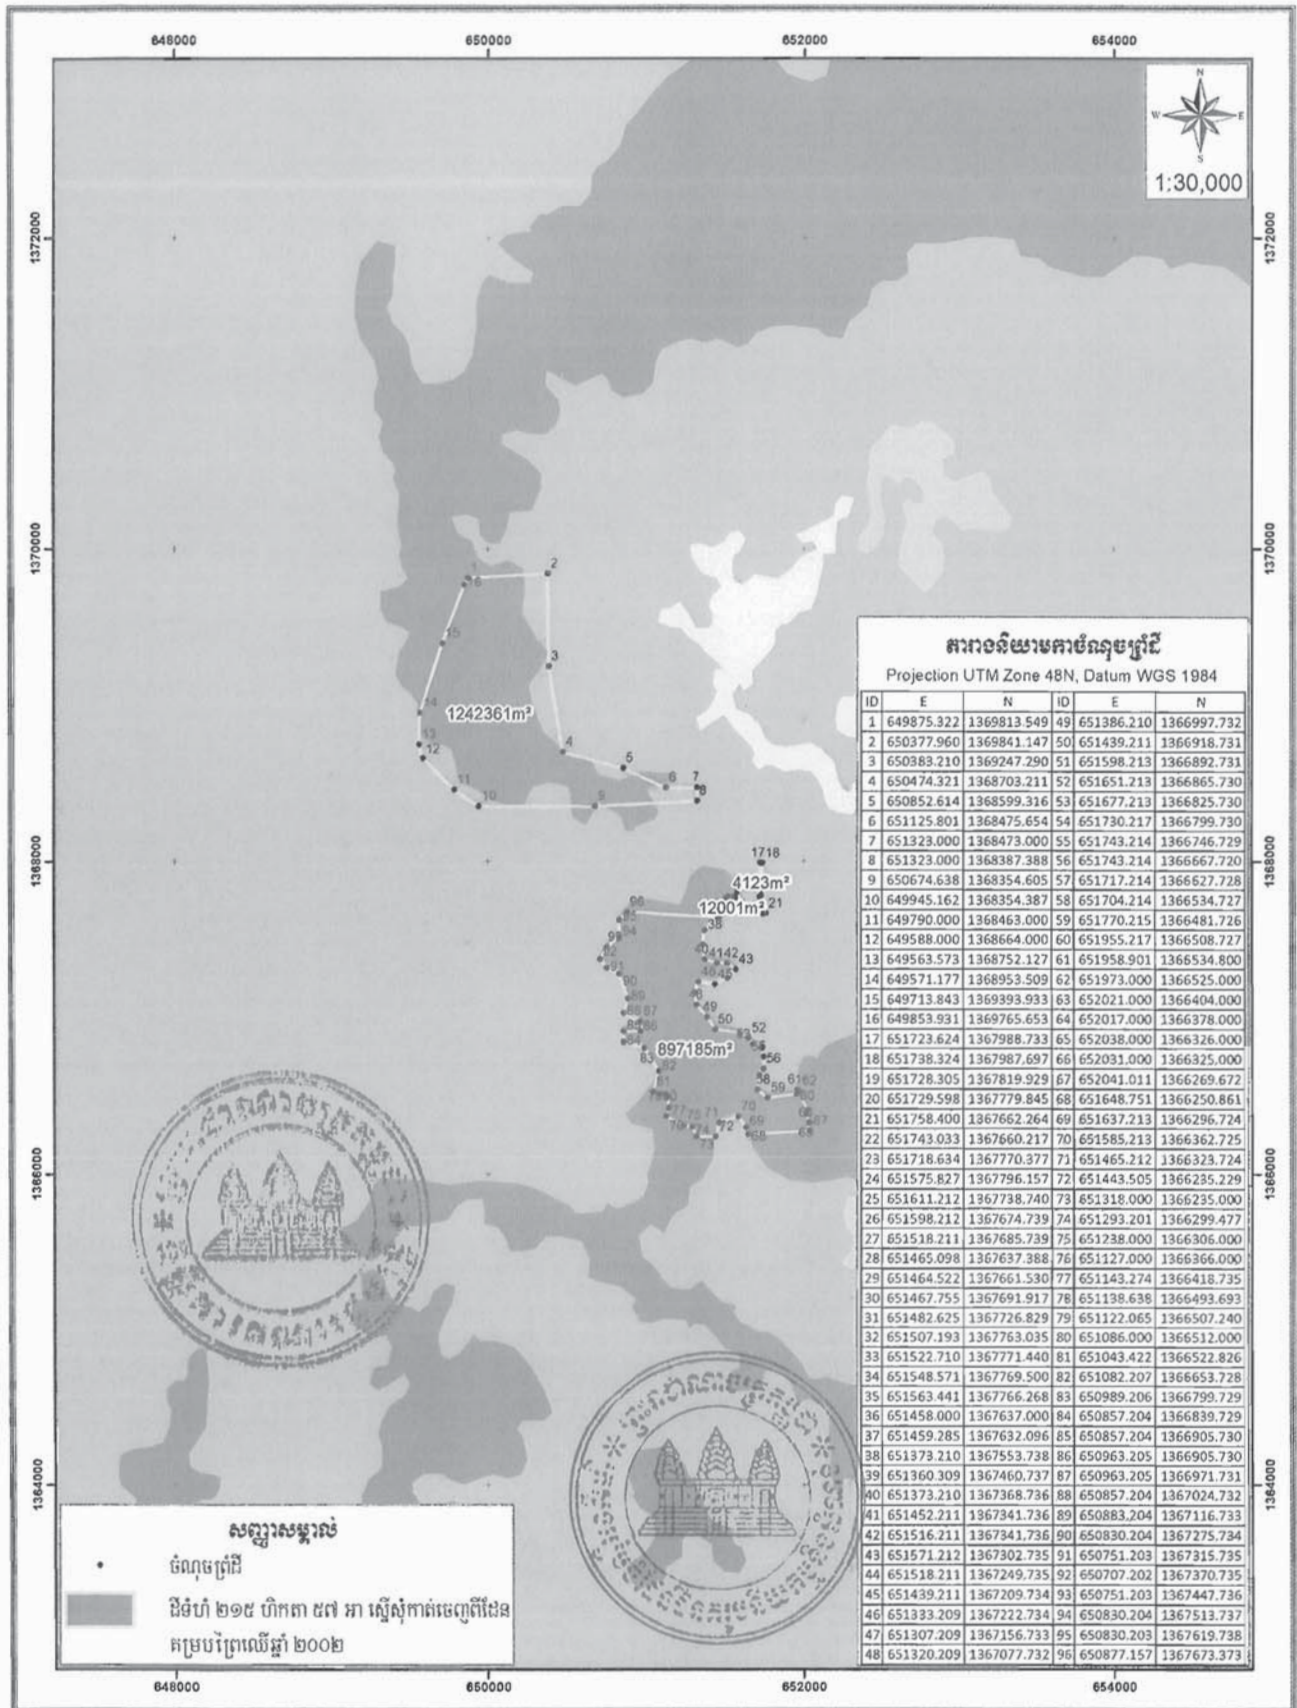 648000 650000 652000 654000
N
W E
S
1:30,000
1372000 1372000
1370000 1370000
1368000 1368000
1366000 1366000
1364000 1364000
1242361m²
4123m²
12001m²
897185m²
តារាងនិយាមកាចំណុចព្រំដី
Projection UTM Zone 48N, Datum WGS 1984
ID E N ID E N
1 649875.322 1369813.549 49 651386.210 1366997.732
2 650377.960 1369841.147 50 651439.211 1366918.731
3 650383.210 1369247.290 51 651598.213 1366892.731
4 650474.321 1368703.211 52 651651.213 1366865.730
5 650852.614 1368599.316 53 651677.213 1366825.730
6 651125.801 1368475.654 54 651730.217 1366799.730
7 651323.000 1368473.000 55 651743.214 1366746.729
8 651323.000 1368387.388 56 651743.214 1366667.720
9 650674.638 1368354.605 57 651717.214 1366627.728
10 649945.162 1368354.387 58 651704.214 1366534.727
11 649790.000 1368463.000 59 651770.215 1366481.726
12 649588.000 1368664.000 60 651955.217 1366508.727
13 649563.573 1368752.127 61 651958.901 1366534.800
14 649571.177 1368953.509 62 651973.000 1366525.000
15 649713.843 1369393.933 63 652021.000 1366404.000
16 649853.931 1369765.653 64 652017.000 1366378.000
17 651723.624 1367988.733 65 652038.000 1366326.000
18 651738.324 1367987.697 66 652031.000 1366325.000
19 651728.305 1367819.929 67 652041.011 1366269.672
20 651729.598 1367779.845 68 651648.751 1366250.861
21 651758.400 1367662.264 69 651637.213 1366296.724
22 651743.033 1367660.217 70 651585.213 1366362.725
23 651718.634 1367770.377 71 651465.212 1366323.724
24 651575.827 1367796.157 72 651443.505 1366235.229
25 651611.212 1367738.740 73 651318.000 1366235.000
26 651598.212 1367674.739 74 651293.201 1366299.477
27 651518.211 1367685.739 75 651238.000 1366306.000
28 651465.098 1367637.388 76 651127.000 1366366.000
29 651464.522 1367661.530 77 651143.274 1366418.735
30 651467.755 1367691.917 78 651138.638 1366493.693
31 651482.625 1367726.829 79 651122.065 1366507.240
32 651507.193 1367763.035 80 651086.000 1366512.000
33 651522.710 1367771.440 81 651043.422 1366522.826
34 651548.571 1367769.500 82 651082.207 1366653.728
35 651563.441 1367766.268 83 650989.206 1366799.729
36 651458.000 1367637.000 84 650857.204 1366839.729
37 651459.285 1367632.096 85 650857.204 1366905.730
38 651373.210 1367553.738 86 650963.205 1366905.730
39 651360.309 1367460.737 87 650963.205 1366971.731
40 651373.210 1367368.736 88 650857.204 1367024.732
41 651452.211 1367341.736 89 650883.204 1367116.733
42 651516.211 1367341.736 90 650830.204 1367275.734
43 651571.212 1367302.735 91 650751.203 1367315.735
44 651518.211 1367249.735 92 650707.202 1367370.735
45 651439.211 1367209.734 93 650751.203 1367447.736
46 651333.209 1367222.734 94 650830.204 1367513.737
47 651307.209 1367156.733 95 650830.203 1367619.738
48 651320.209 1367077.732 96 650877.157 1367673.373
សញ្ញាសម្គាល់
ចំណុចព្រំដី
ដីទំហំ ២១៥ ហិកតា ៥៧ អា ស្នើសុំកាត់ចេញពីដែន
គម្របព្រៃឈើឆ្នាំ ២០០២
648000 650000 652000 654000